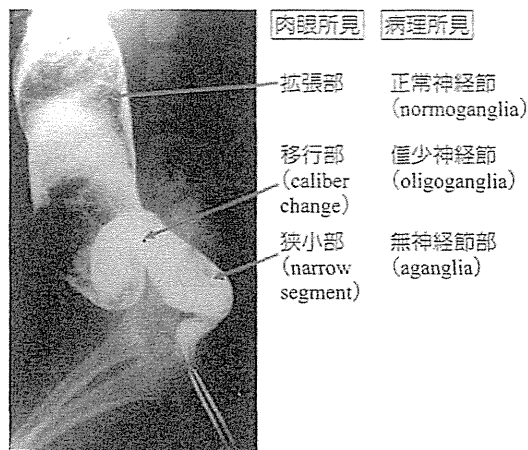 肉眼所見 病理所見
拡張部 正常神経節
(normoganglia)
移行部 僅少神経節
(caliber (oligoganglia)
change)
狭小部 無神経節部
(narrow (aganglia)
segment)